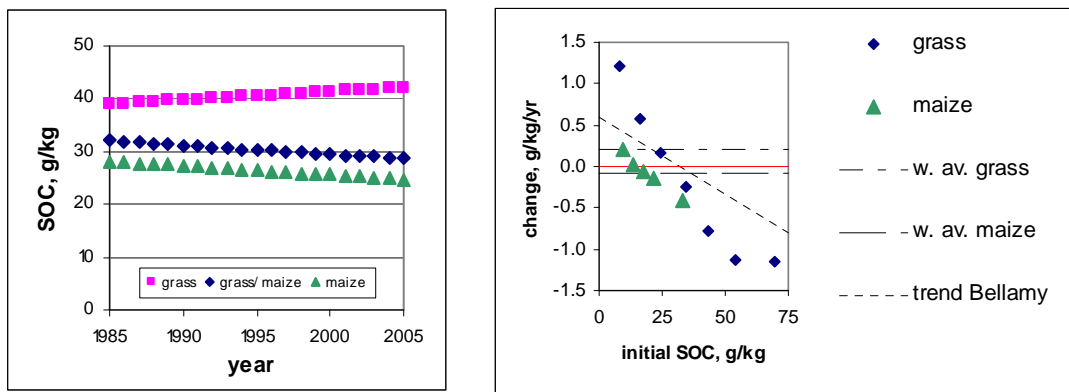 50
40
30
20
10
0
SOC, g/kg
grass grass/ maize maize
1985 1990 1995 2000 2005
year
1.5
1.0
0.5
0.0
-0.5
-1.0
-1.5
change, g/kg/yr
0 25 50 75
initial SOC, g/kg
grass
maize
w. av. grass
w. av. maize
trend Bellamy